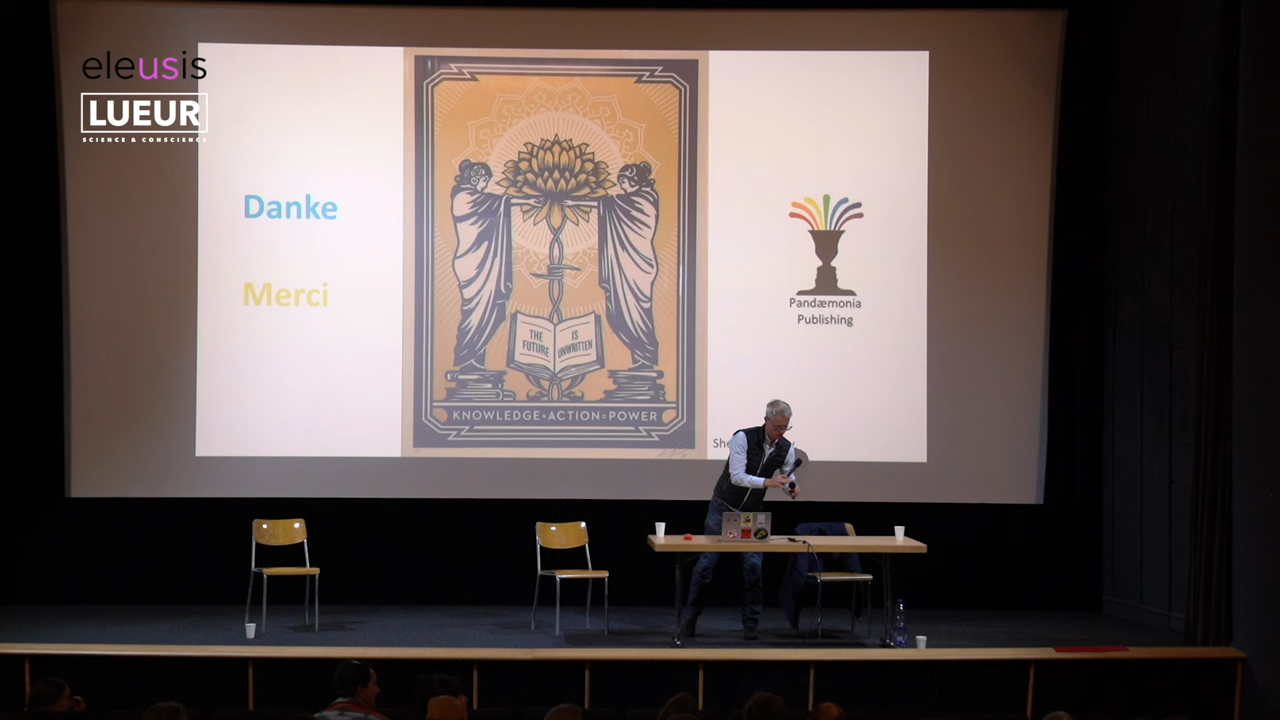 eleusis
LUEUR
SCIENCE & CONSCIENCE
Danke
Merci
THE
FUTURE
IS
UNWRITTEN
KNOWLEDGE + ACTION = POWER
Pandæmonia
Publishing